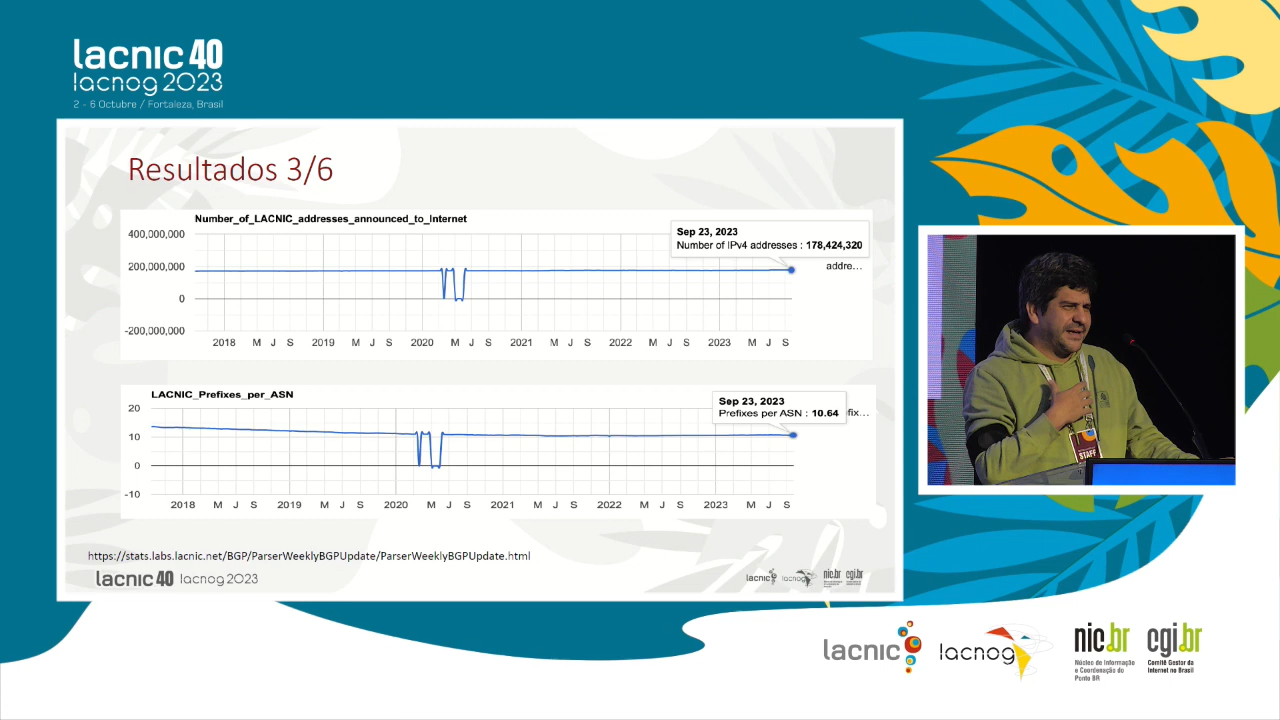 lacnic 40
lacnog 2023
2 - 6 Octubre / Fortaleza, Brasil
Resultados 3/6
Number_of_LACNIC_addresses_announced_to_Internet
400,000,000
200,000,000
0
-200,000,000
Sep 23, 2023
Number of IPv4 addresses : 178,424,320
addre...
2018 M J S 2019 M J S 2020 M J S 2021 M J S 2022 M J S 2023 M J S
LACNIC_Prefixes_per_ASN
20
10
0
-10
Sep 23, 2023
Prefixes per ASN : 10.64
fix...
2018 M J S 2019 M J S 2020 M J S 2021 M J S 2022 M J S 2023 M J S
https://stats.labs.lacnic.net/BGP/ParserWeeklyBGPUpdate/ParserWeeklyBGPUpdate.html
lacnic 40 lacnog 2023
lacnic lacnog nic.br cgi.br
STAFF
lacnic
lacnog
nic.br
Núcleo de Informação
e Coordenação do
Ponto BR
cgi.br
Comitê Gestor da
Internet no Brasil